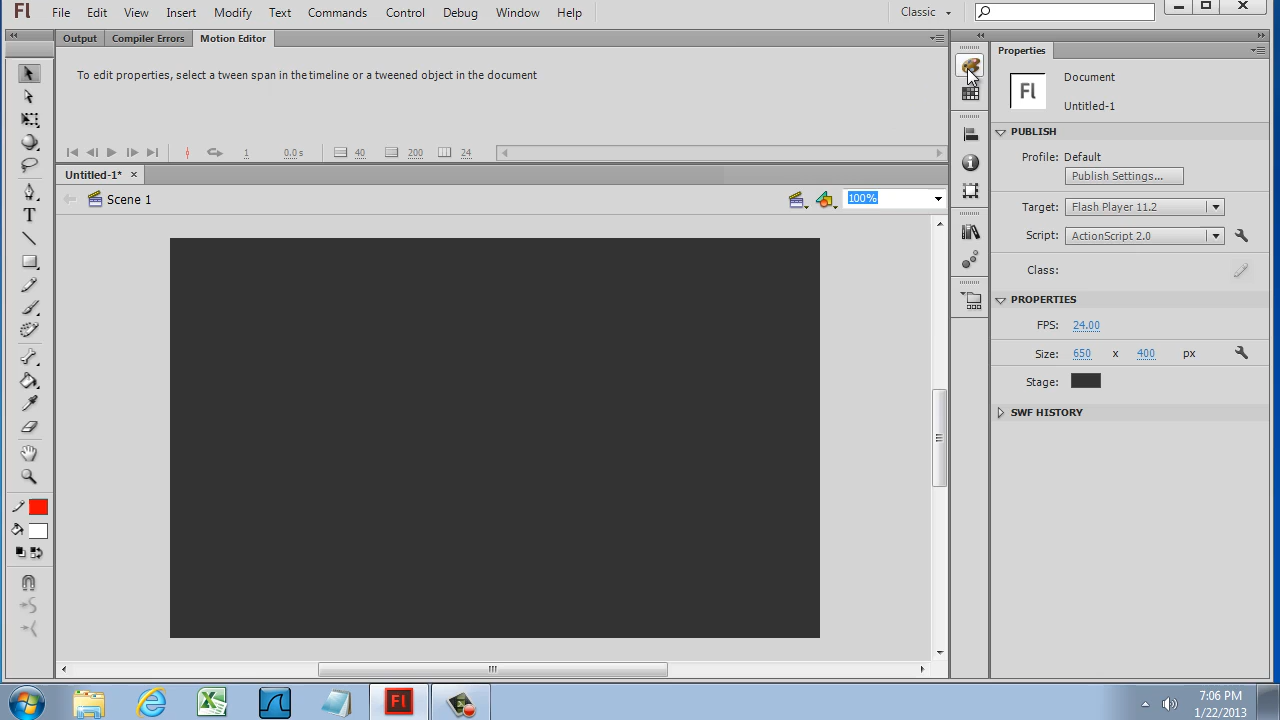 Fl File Edit View Insert Modify Text Commands Control Debug Window Help Classic
Output Compiler Errors Motion Editor
Properties
To edit properties, select a tween span in the timeline or a tweened object in the document
Fl Document
Untitled-1
PUBLISH
1 0.0 s 40 200 24
Profile: Default
Publish Settings...
Untitled-1*
Scene 1
100%
Target: Flash Player 11.2
Script: ActionScript 2.0
Class:
PROPERTIES
FPS: 24.00
Size: 650 x 400 px
Stage:
SWF HISTORY
T
Fl
7:06 PM
1/22/2013